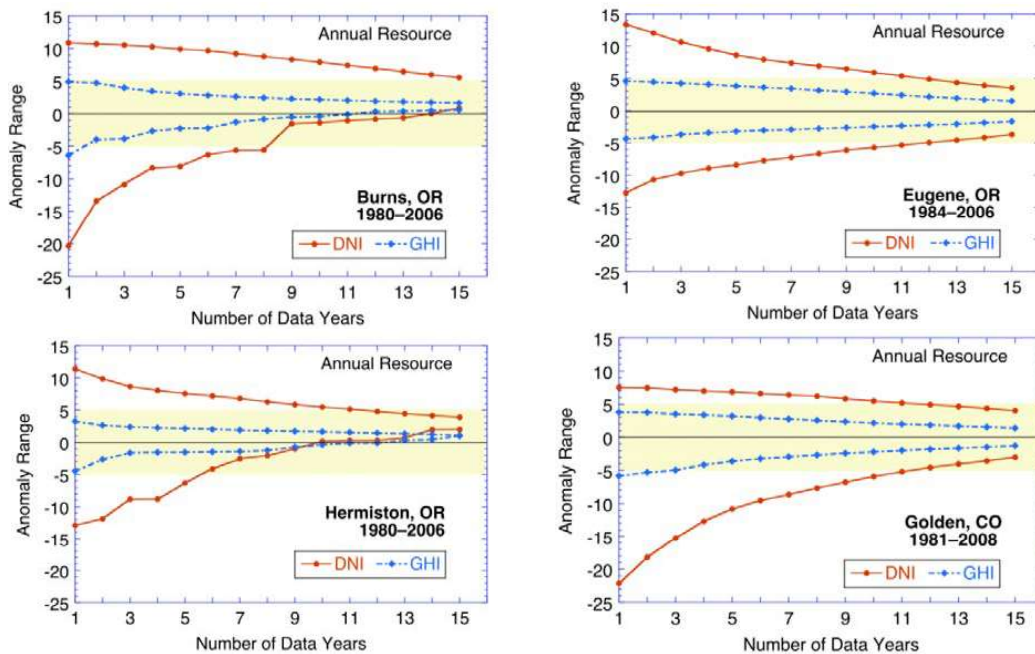 Annual Resource
15
10
5
0
-5
-10
-15
-20
-25
Anomaly Range
Burns, OR
1980–2006
DNI GHI
1 3 5 7 9 11 13 15
Number of Data Years
Annual Resource
15
10
5
0
-5
-10
-15
-20
-25
Anomaly Range
Eugene, OR
1984–2006
DNI GHI
1 3 5 7 9 11 13 15
Number of Data Years
Annual Resource
15
10
5
0
-5
-10
-15
-20
-25
Anomaly Range
Hermiston, OR
1980–2006
DNI GHI
1 3 5 7 9 11 13 15
Number of Data Years
Annual Resource
15
10
5
0
-5
-10
-15
-20
-25
Anomaly Range
Golden, CO
1981–2008
DNI GHI
1 3 5 7 9 11 13 15
Number of Data Years